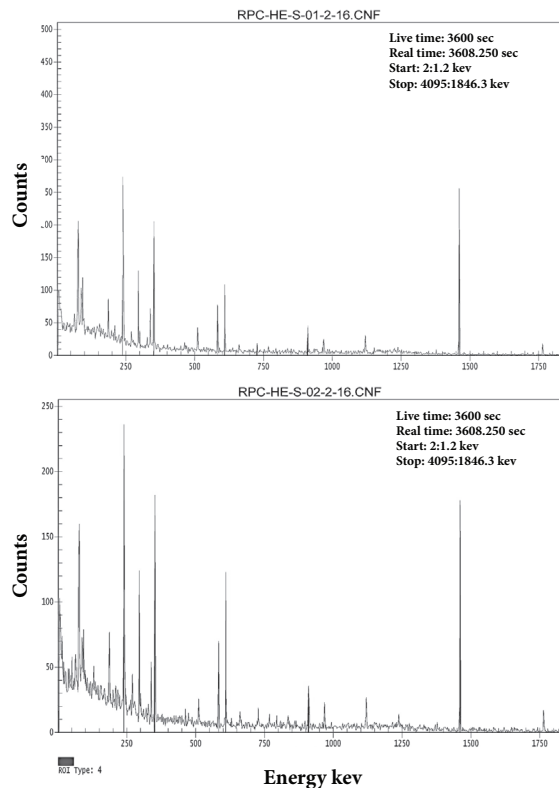 RPC-HE-S-01-2-16.CNF
Live time: 3600 sec
Real time: 3608.250 sec
Start: 2:1.2 kev
Stop: 4095:1846.3 kev
Counts
510
450
400
350
00
50
00
150
100
50
0
250 500 750 1000 1250 1500 1750
RPC-HE-S-02-2-16.CNF
Live time: 3600 sec
Real time: 3608.250 sec
Start: 2:1.2 kev
Stop: 4095:1846.3 kev
Counts
250
200
150
100
50
0
250 500 750 1000 1250 1500 1750
ROI Type: 4
Energy kev